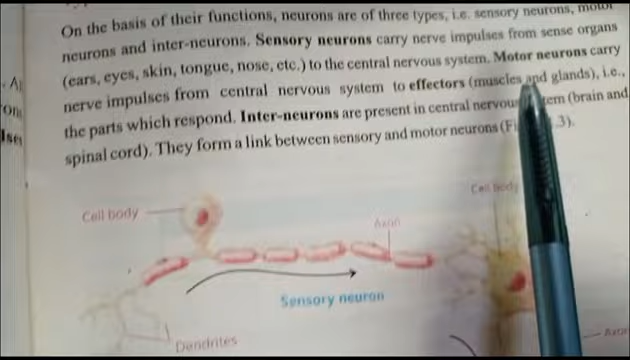 On the basis of their functions, neurons are of three types, i.e. sensory neurons, motor
neurons and inter-neurons. Sensory neurons carry nerve impulses from sense organs
(ears, eyes, skin, tongue, nose, etc.) to the central nervous system. Motor neurons carry
nerve impulses from central nervous system to effectors (muscles and glands), i.e.,
the parts which respond. Inter-neurons are present in central nervous (brain and
spinal cord). They form a link between sensory and motor neurons .3).
Cell body
Cell body
Axon
Sensory neuron
Dendrites
Axon